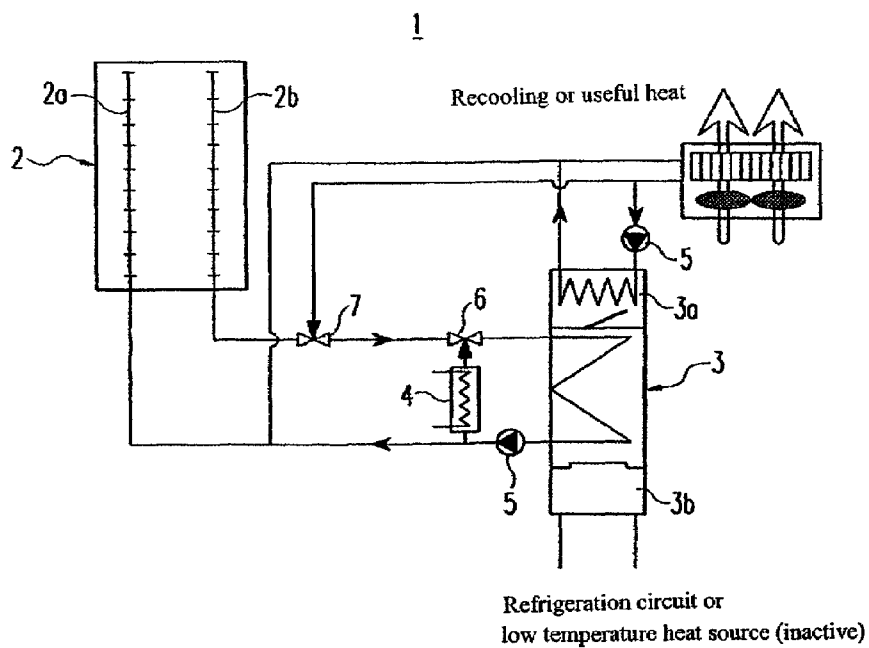 1
2a
2b
2
Recooling or useful heat
5
7
6
3a
4
3
5
3b
Refrigeration circuit or
low temperature heat source (inactive)